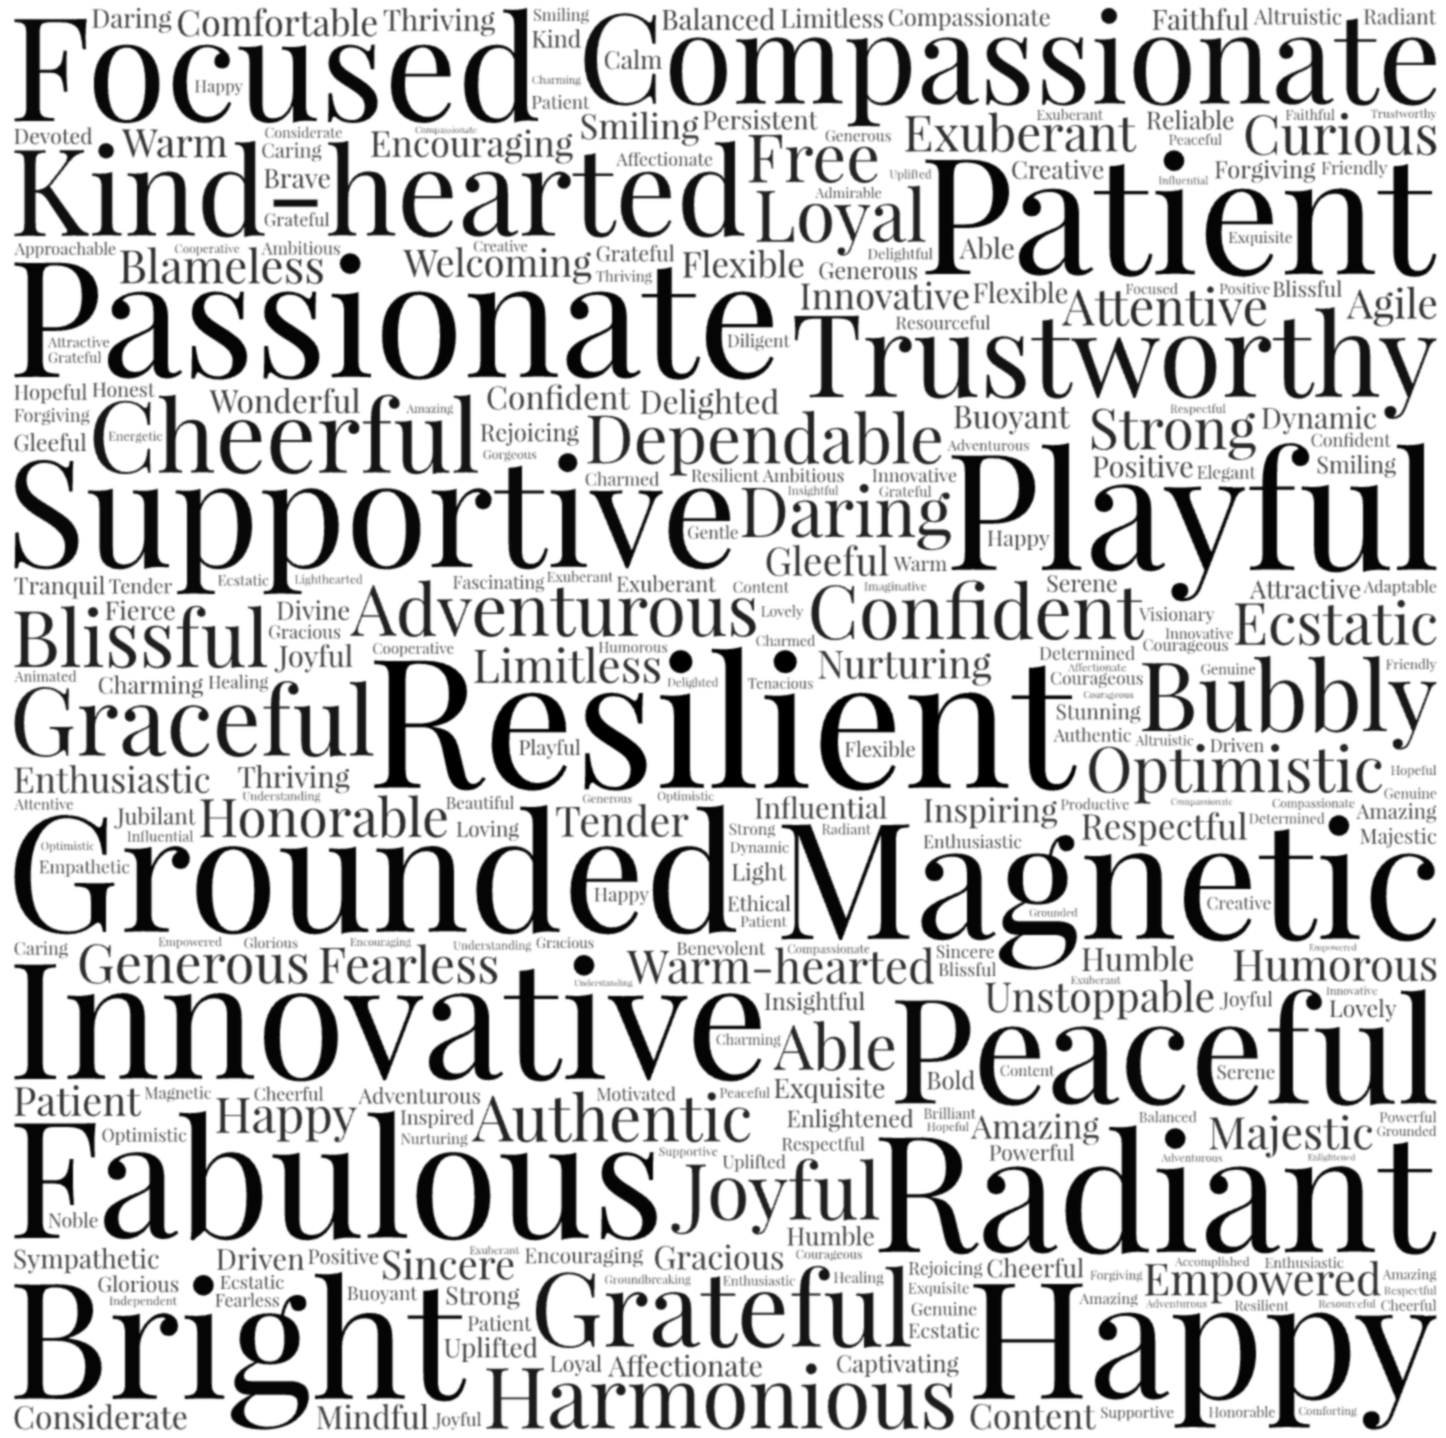 Daring Comfortable Thriving Smiling Balanced Limitless Compassionate Faithful Altruistic Radiant
Focused Compassionate
Kind Calm
Happy Charming
Patient
Devoted Warm Considerate Compassionate Encouraging Smiling Persistent Generous Exuberant Exuberant Reliable Peaceful Faithful Trustworthy Curious
Caring Affectionate Free Uplifted Creative Influential Forgiving Friendly
Kind-hearted Brave Loyal Admirable Patient
Grateful Delightful Able Exquisite
Approachable Cooperative Ambitious Creative Grateful
Blameless Welcoming Thriving Flexible Generous
Passionate Innovative Flexible Focused Positive Blissful Attentive Agile
Attractive Resourceful
Grateful Diligent Trustworthy
Hopeful Honest Wonderful Amazing Confident Delighted Buoyant Respectful Dynamic
Forgiving Cheerful Rejoicing Dependable Strong Confident
Gleeful Energetic Gorgeous Adventurous Playful
Charmed Resilient Ambitious Innovative Positive Elegant Smiling
Supportive Insightful Grateful Daring
Gentle Happy
Gleeful Warm
Tranquil Tender Ecstatic Lighthearted Fascinating Exuberant Exuberant Content Imaginative Serene Attractive Adaptable
Blissful Fierce Divine Adventurous Lovely Confident Visionary Ecstatic
Gracious Innovative
Joyful Cooperative Humorous Charmed Determined Courageous
Animated Charming Healing Limitless Delighted Tenacious Nurturing Affectionate Courageous Genuine Friendly
Graceful Resilient Courageous Bubbly
Stunning
Playful Flexible Authentic Altruistic Driven
Enthusiastic Thriving Optimistic Hopeful
Understanding Generous Optimistic Genuine
Attentive Jubilant Honorable Beautiful Tender Influential Inspiring Productive Compassionate Compassionate Amazing
Influential Loving Strong Radiant Respectful Determined Majestic
Optimistic Dynamic Enthusiastic
Grounded Magnetic
Empathetic Light
Happy Ethical Creative
Patient Grounded
Caring Empowered Glorious Encouraging Understanding Gracious Benevolent Compassionate Sincere Humble Empowered
Generous Fearless Understanding Warm-hearted Blissful Exuberant Humorous
Innovative Insightful Unstoppable Joyful Innovative Lovely
Charming Able Peaceful
Bold Content Serene
Patient Magnetic Cheerful Adventurous Motivated Peaceful Exquisite
Happy Inspired Authentic Enlightened Brilliant Hopeful Amazing Balanced Majestic Powerful
Optimistic Nurturing Respectful Powerful Grounded
Fabulous Supportive Uplifted Radiant Adventurous Enlightened
Joyful
Noble Humble
Sympathetic Driven Positive Sincere Exuberant Encouraging Gracious Courageous
Glorious Ecstatic Groundbreaking Enthusiastic Healing Rejoicing Cheerful Forgiving Accomplished Enthusiastic Amazing
Independent Fearless Buoyant Strong Grateful Exquisite Amazing Empowered Respectful
Bright Genuine Happy Adventurous Resilient Resourceful Cheerful
Patient Ecstatic
Uplifted Loyal Affectionate Captivating
Harmonious
Considerate Mindful Joyful Content Supportive Honorable Comforting